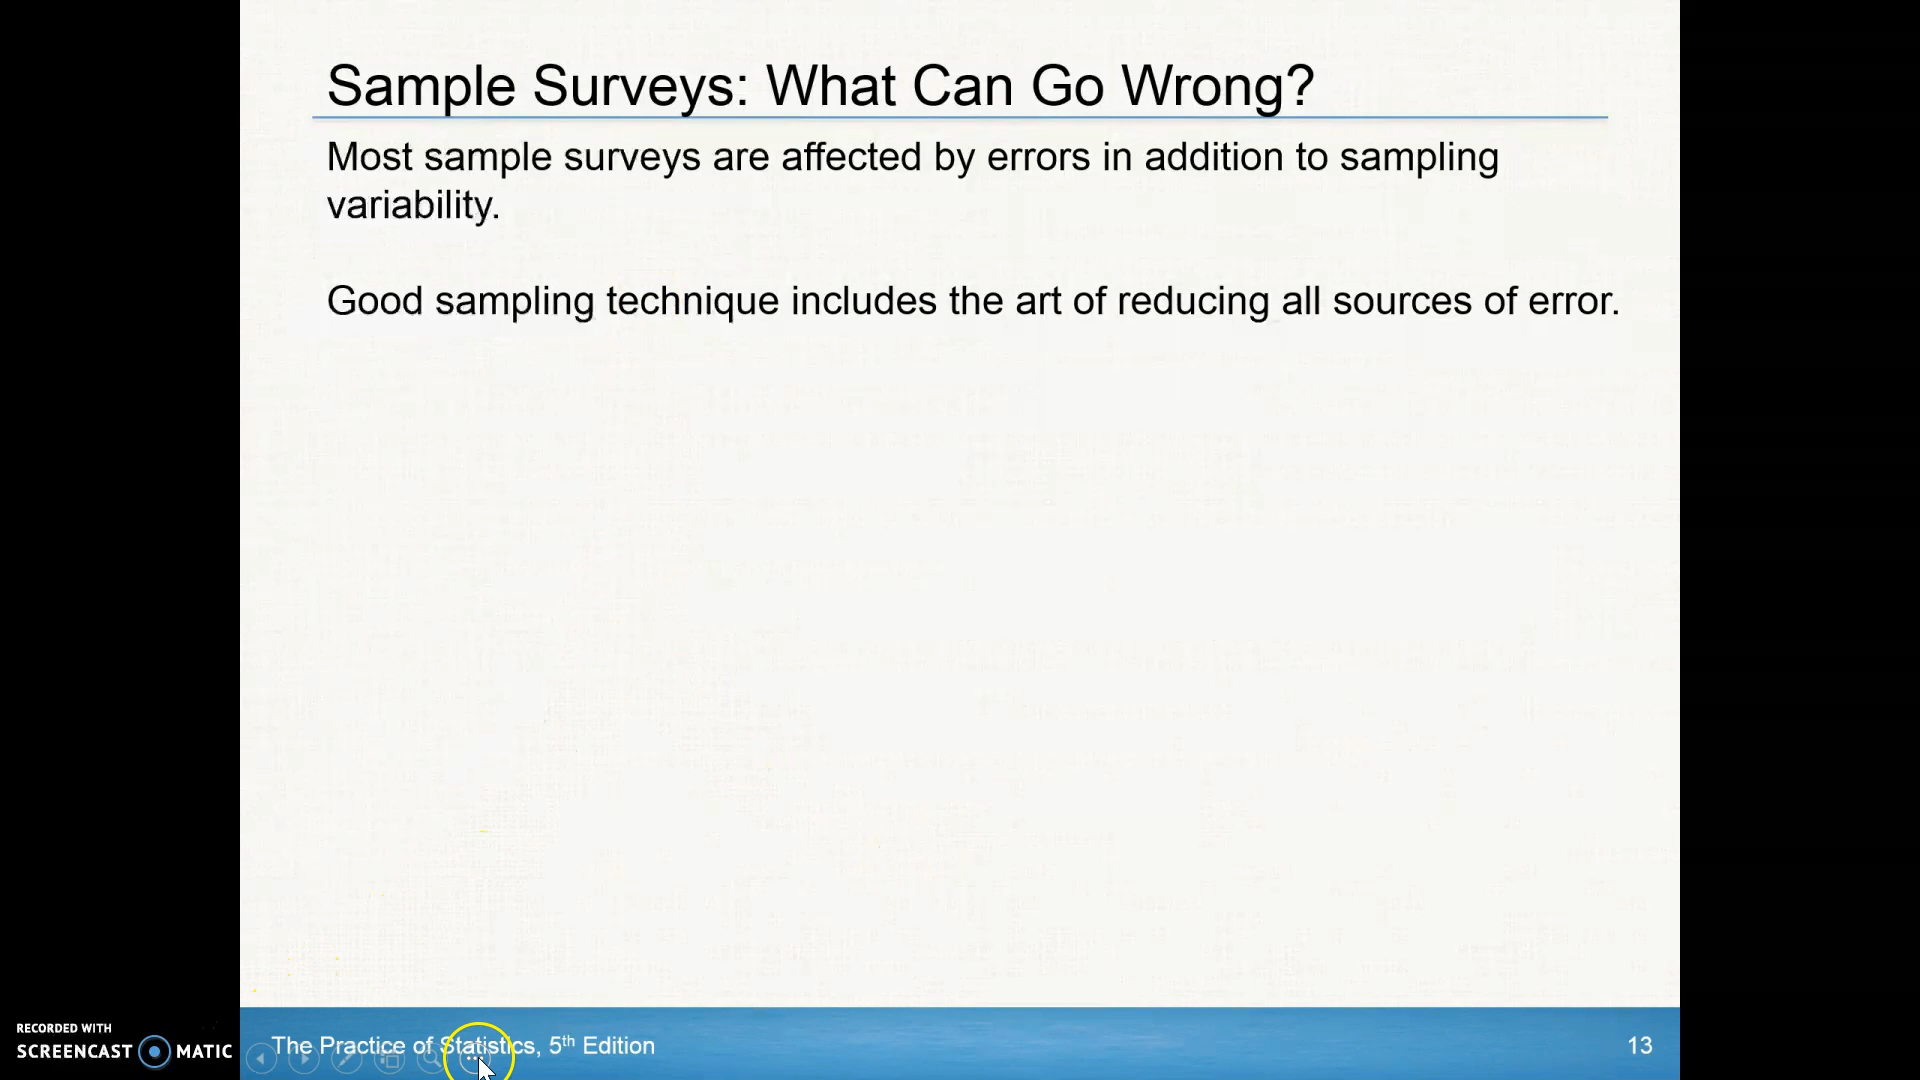 Sample Surveys: What Can Go Wrong?
Most sample surveys are affected by errors in addition to sampling
variability.
Good sampling technique includes the art of reducing all sources of error.
The Practice of Statistics, 5th Edition
13
RECORDED WITH
SCREENCAST MATIC